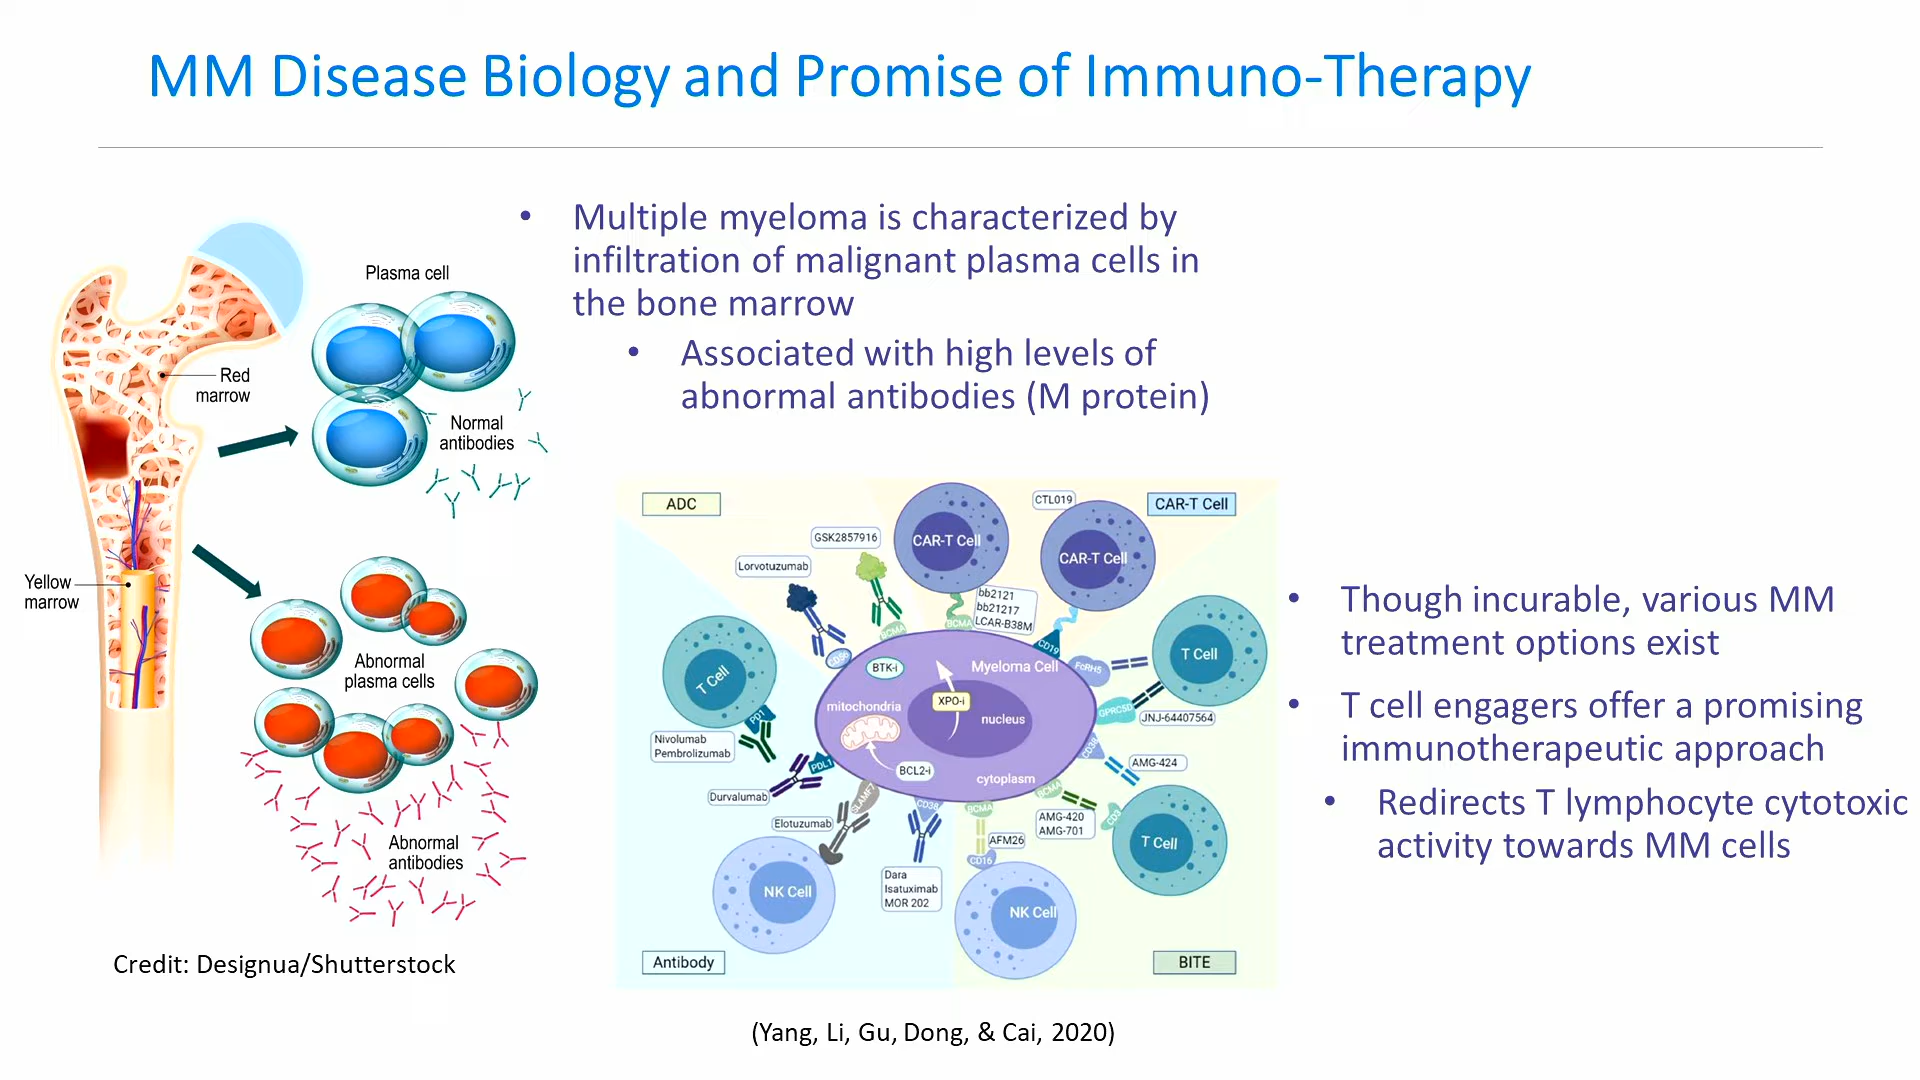 MM Disease Biology and Promise of Immuno-Therapy
• Multiple myeloma is characterized by
infiltration of malignant plasma cells in
the bone marrow
• Associated with high levels of
abnormal antibodies (M protein)
Plasma cell
Red
marrow
Normal
antibodies
Yellow
marrow
Abnormal
plasma cells
Abnormal
antibodies
Credit: Designua/Shutterstock
ADC
CAR-T Cell
CTL019
GSK2857916
CAR-T Cell
CAR-T Cell
Lorvotuzumab
bb2121
bb21217
LCAR-B38M
BCMA
BCMA
CD19
CD56
BTK-i
Myeloma Cell
FcRH5
T Cell
T Cell
XPO-i
mitochondria
nucleus
GPRC5D
JNJ-64407564
PD1
Nivolumab
Pembrolizumab
CD38
PDL1
BCL2-i
AMG-424
cytoplasm
Durvalumab
SLAMF7
CD38
BCMA
BCMA
AMG-420
AMG-701
CD3
Elotuzumab
AFM26
T Cell
CD16
Dara
Isatuximab
MOR 202
NK Cell
NK Cell
Antibody
BITE
(Yang, Li, Gu, Dong, & Cai, 2020)
• Though incurable, various MM
treatment options exist
• T cell engagers offer a promising
immunotherapeutic approach
• Redirects T lymphocyte cytotoxic
activity towards MM cells